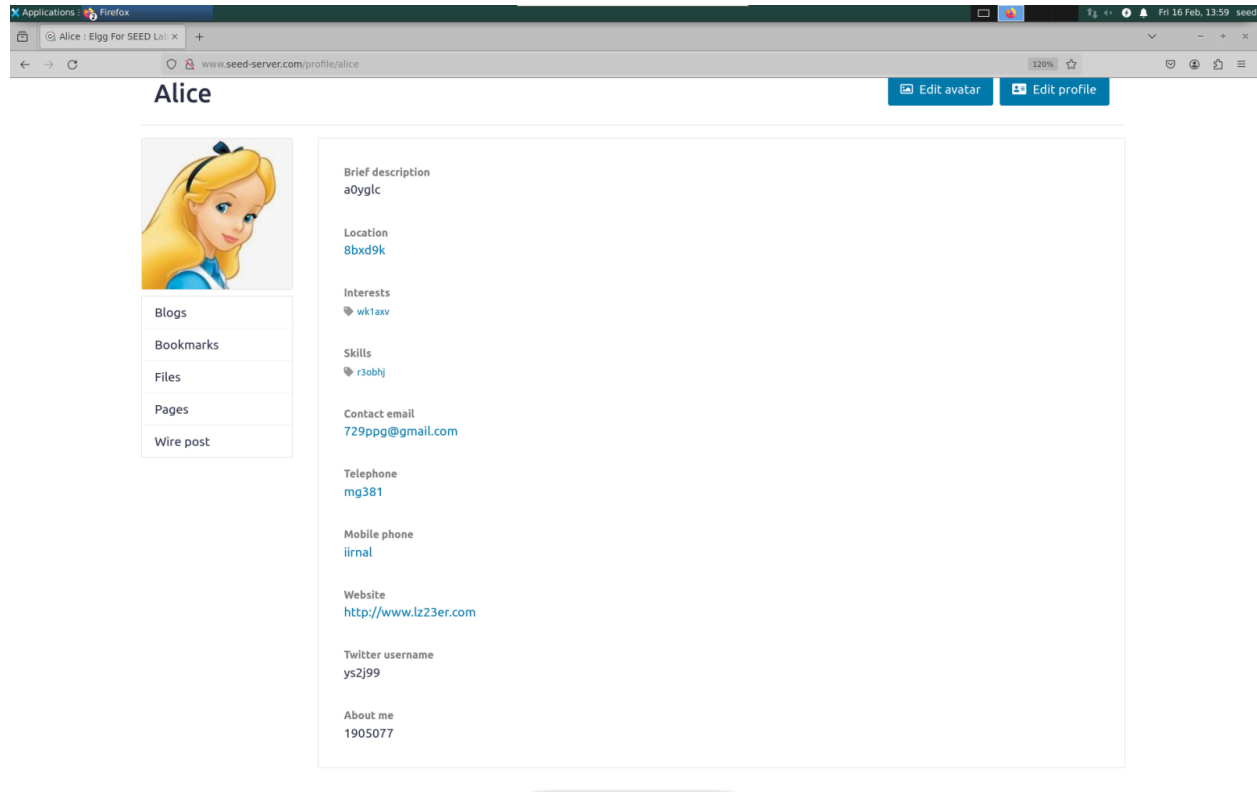 Applications : Firefox
Fri 16 Feb, 13:59 seed
Alice : Elgg For SEED Lab
www.seed-server.com/profile/alice
120%
Alice
Edit avatar
Edit profile
Blogs
Bookmarks
Files
Pages
Wire post
Brief description
a0yglc
Location
8bxd9k
Interests
wk1axv
Skills
r3obhj
Contact email
729ppg@gmail.com
Telephone
mg381
Mobile phone
iirnal
Website
http://www.lz23er.com
Twitter username
ys2j99
About me
1905077